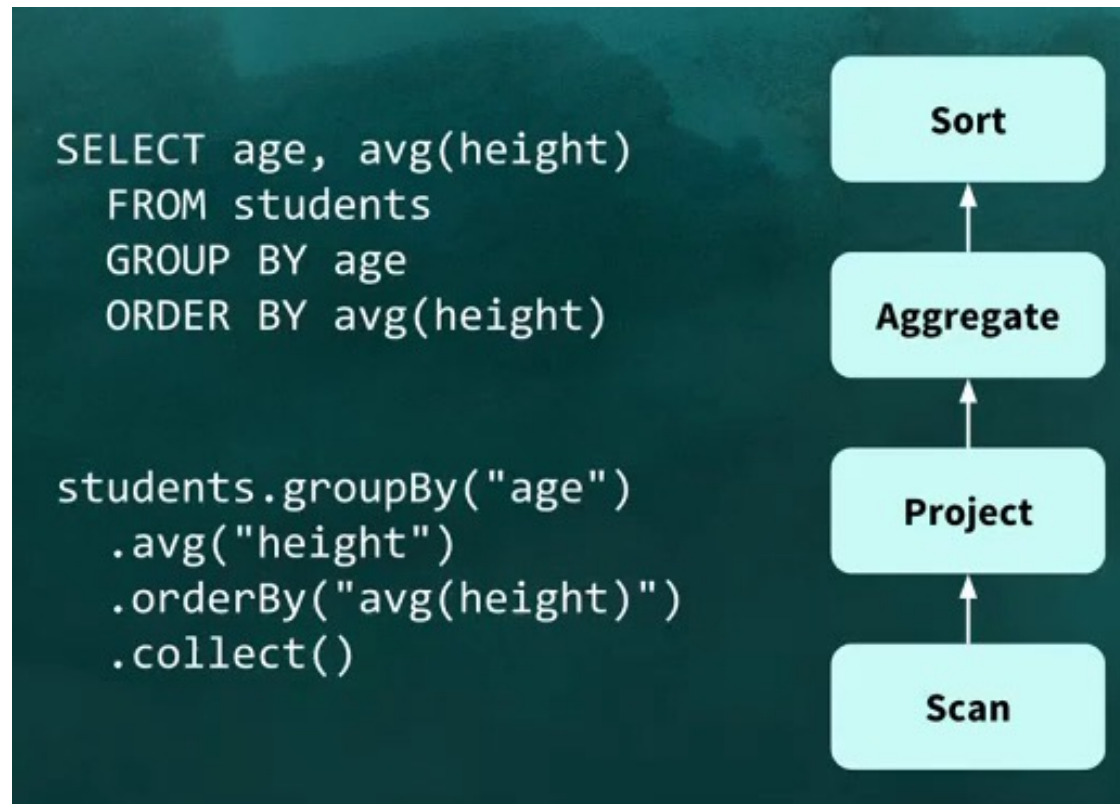 SELECT age, avg(height)
FROM students
GROUP BY age
ORDER BY avg(height)
students.groupBy("age")
.avg("height")
.orderBy("avg(height)")
.collect()
Sort
Aggregate
Project
Scan